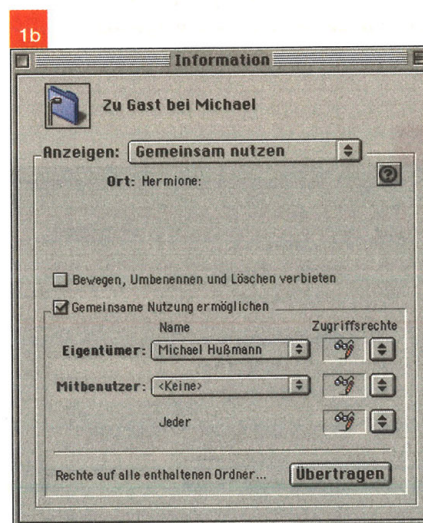 1b
Information
Zu Gast bei Michael
Anzeigen: Gemeinsam nutzen
Ort: Hermione:
Bewegen, Umbenennen und Löschen verbieten
Gemeinsame Nutzung ermöglichen
Name Zugriffsrechte
Eigentümer: Michael Hußmann
Mitbenutzer: <Keine>
Jeder
Rechte auf alle enthaltenen Ordner... Übertragen